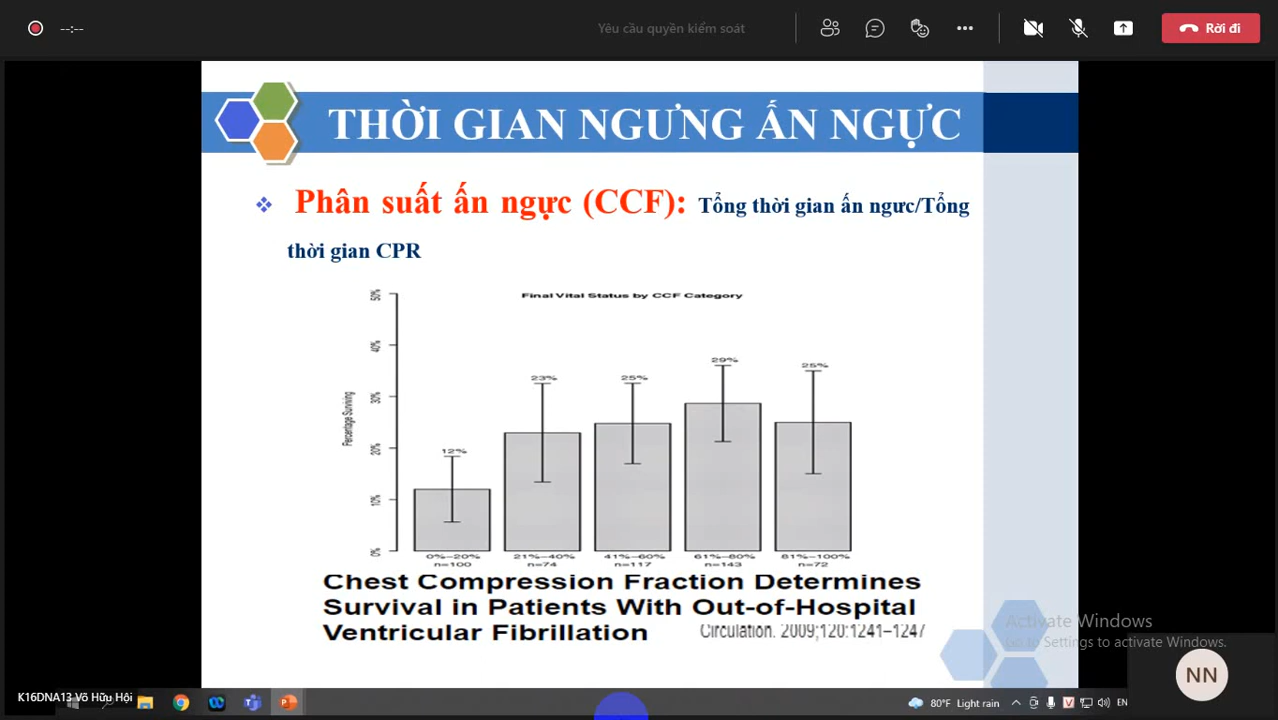 --:--
Yêu cầu quyền kiểm soát
Rời đi
THỜI GIAN NGƯNG ẤN NGỰC
Phân suất ấn ngực (CCF): Tổng thời gian ấn ngưc/Tổng
thời gian CPR
Final Vital Status by CCF Category
Percentage Surviving
50%
40%
30%
20%
10%
0%
12%
23%
25%
29%
25%
0%–20% 21%–40% 41%–60% 61%–80% 81%–100%
n=100 n=74 n=117 n=143 n=72
Chest Compression Fraction Determines
Survival in Patients With Out-of-Hospital
Ventricular Fibrillation
Circulation. 2009;120:1241–1247
Activate Windows
Go to Settings to activate Windows.
NN
K16DNA13 Võ Hữu Hội
80°F Light rain
EN